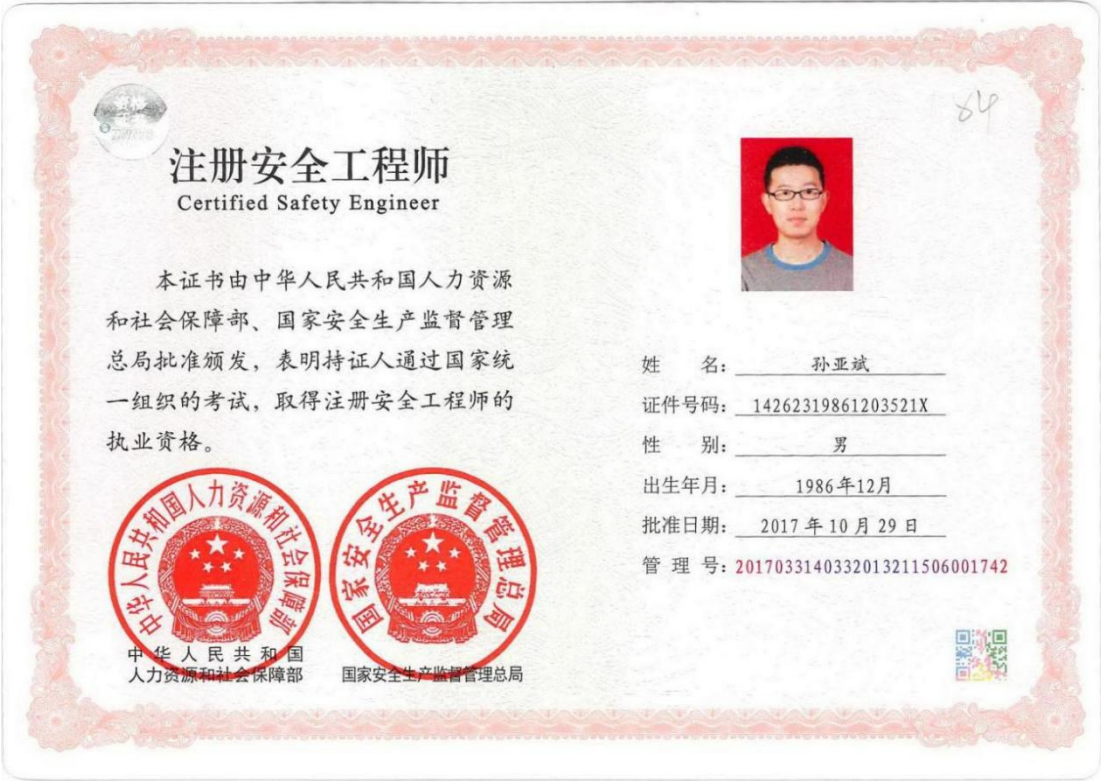 84
注册安全工程师
Certified Safety Engineer
本证书由中华人民共和国人力资源
和社会保障部、国家安全生产监督管理
总局批准颁发，表明持证人通过国家统
一组织的考试，取得注册安全工程师的
执业资格。
中华人民共和国人力资源和社会保障部
国家安全生产监督管理总局
中华人民共和国
人力资源和社会保障部
国家安全生产监督管理总局
姓 名：孙亚斌
证件号码：14262319861203521X
性 别：男
出生年月：1986年12月
批准日期：2017年10月29日
管 理 号：2017033140332013211506001742